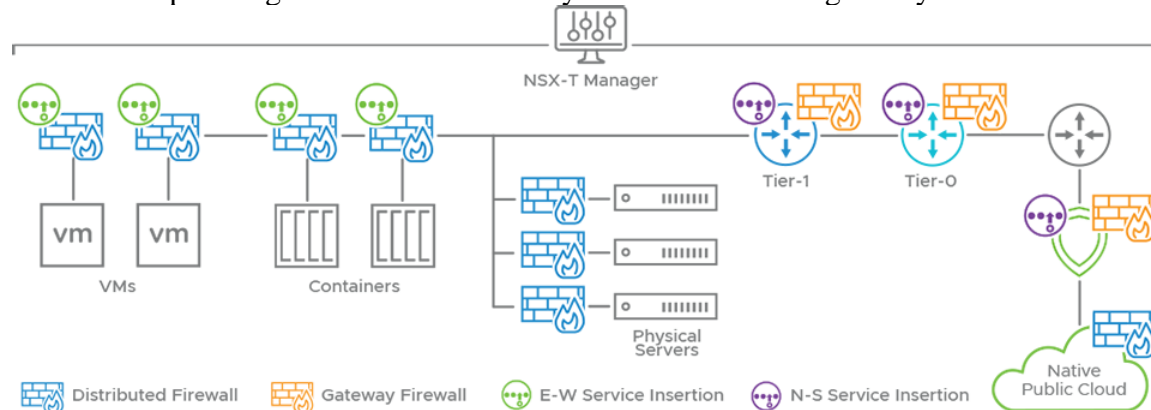 NSX-T Manager
Tier-1
Tier-0
vm
vm
VMs
Containers
Physical
Servers
Native
Public Cloud
Distributed Firewall
Gateway Firewall
E-W Service Insertion
N-S Service Insertion